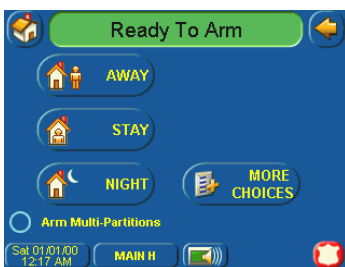 Ready To Arm
AWAY
STAY
NIGHT
MORE
CHOICES
Arm Multi-Partitions
Sat 01/01/00
12:17 AM
MAIN H